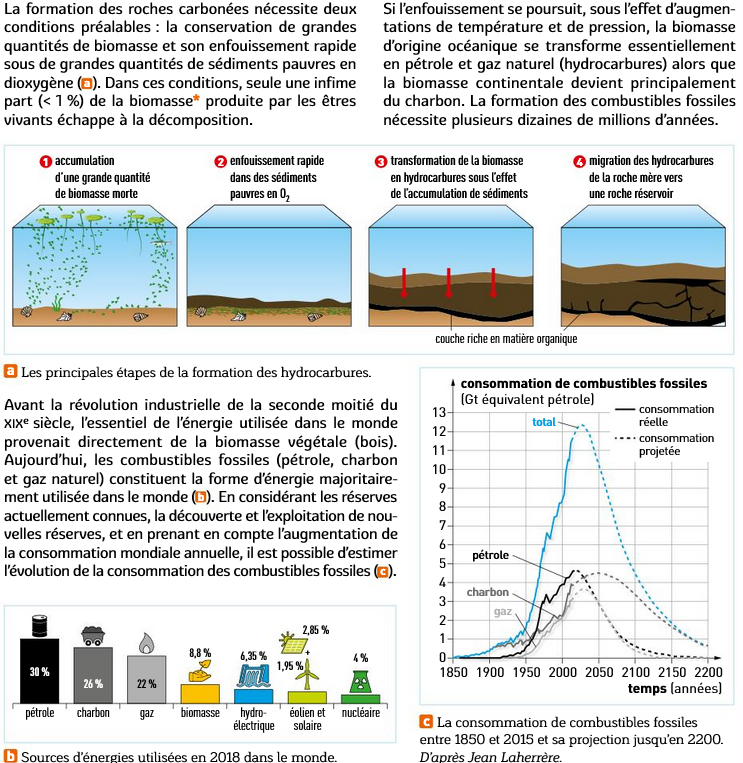 La formation des roches carbonées nécessite deux
conditions préalables : la conservation de grandes
quantités de biomasse et son enfouissement rapide
sous de grandes quantités de sédiments pauvres en
dioxygène (a). Dans ces conditions, seule une infime
part (< 1 %) de la biomasse* produite par les êtres
vivants échappe à la décomposition.
Si l'enfouissement se poursuit, sous l'effet d'augmen-
tations de température et de pression, la biomasse
d'origine océanique se transforme essentiellement
en pétrole et gaz naturel (hydrocarbures) alors que
la biomasse continentale devient principalement
du charbon. La formation des combustibles fossiles
nécessite plusieurs dizaines de millions d'années.
1 accumulation
d'une grande quantité
de biomasse morte
2 enfouissement rapide
dans des sédiments
pauvres en O₂
3 transformation de la biomasse
en hydrocarbures sous l'effet
de l'accumulation de sédiments
4 migration des hydrocarbures
de la roche mère vers
une roche réservoir
couche riche en matière organique
a Les principales étapes de la formation des hydrocarbures.
Avant la révolution industrielle de la seconde moitié du
XIXe siècle, l'essentiel de l'énergie utilisée dans le monde
provenait directement de la biomasse végétale (bois).
Aujourd'hui, les combustibles fossiles (pétrole, charbon
et gaz naturel) constituent la forme d'énergie majoritaire-
ment utilisée dans le monde (b). En considérant les réserves
actuellement connues, la découverte et l'exploitation de nou-
velles réserves, et en prenant en compte l'augmentation de
la consommation mondiale annuelle, il est possible d'estimer
l'évolution de la consommation des combustibles fossiles (c).
30 %
26 %
22 %
8,8 %
6,35 %
2,85 %
+
1,95 %
4 %
pétrole
charbon
gaz
biomasse
hydro-
électrique
éolien et
solaire
nucléaire
b Sources d'énergies utilisées en 2018 dans le monde.
consommation de combustibles fossiles
(Gt équivalent pétrole)
13
12
11
10
9
8
7
6
5
4
3
2
1
0
total
consommation
réelle
consommation
projetée
pétrole
charbon
gaz
1850 1900 1950 2000 2050 2100 2150 2200
temps (années)
c La consommation de combustibles fossiles
entre 1850 et 2015 et sa projection jusqu'en 2200.
D'après Jean Laherrère.